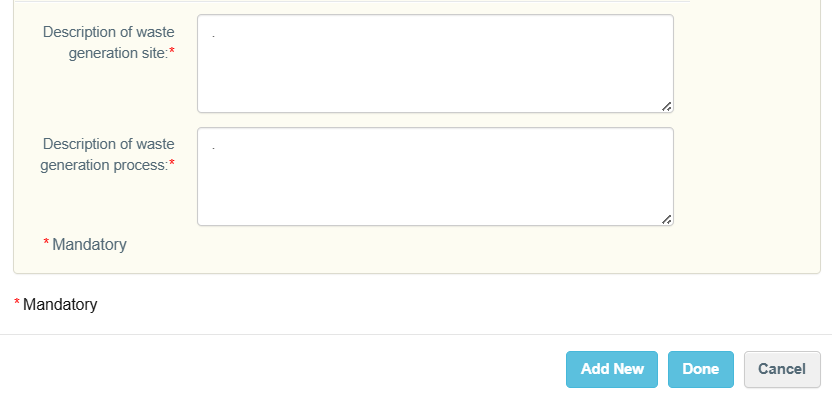 Description of waste
generation site:*
.
Description of waste
generation process:*
.
* Mandatory
* Mandatory
Add New Done Cancel